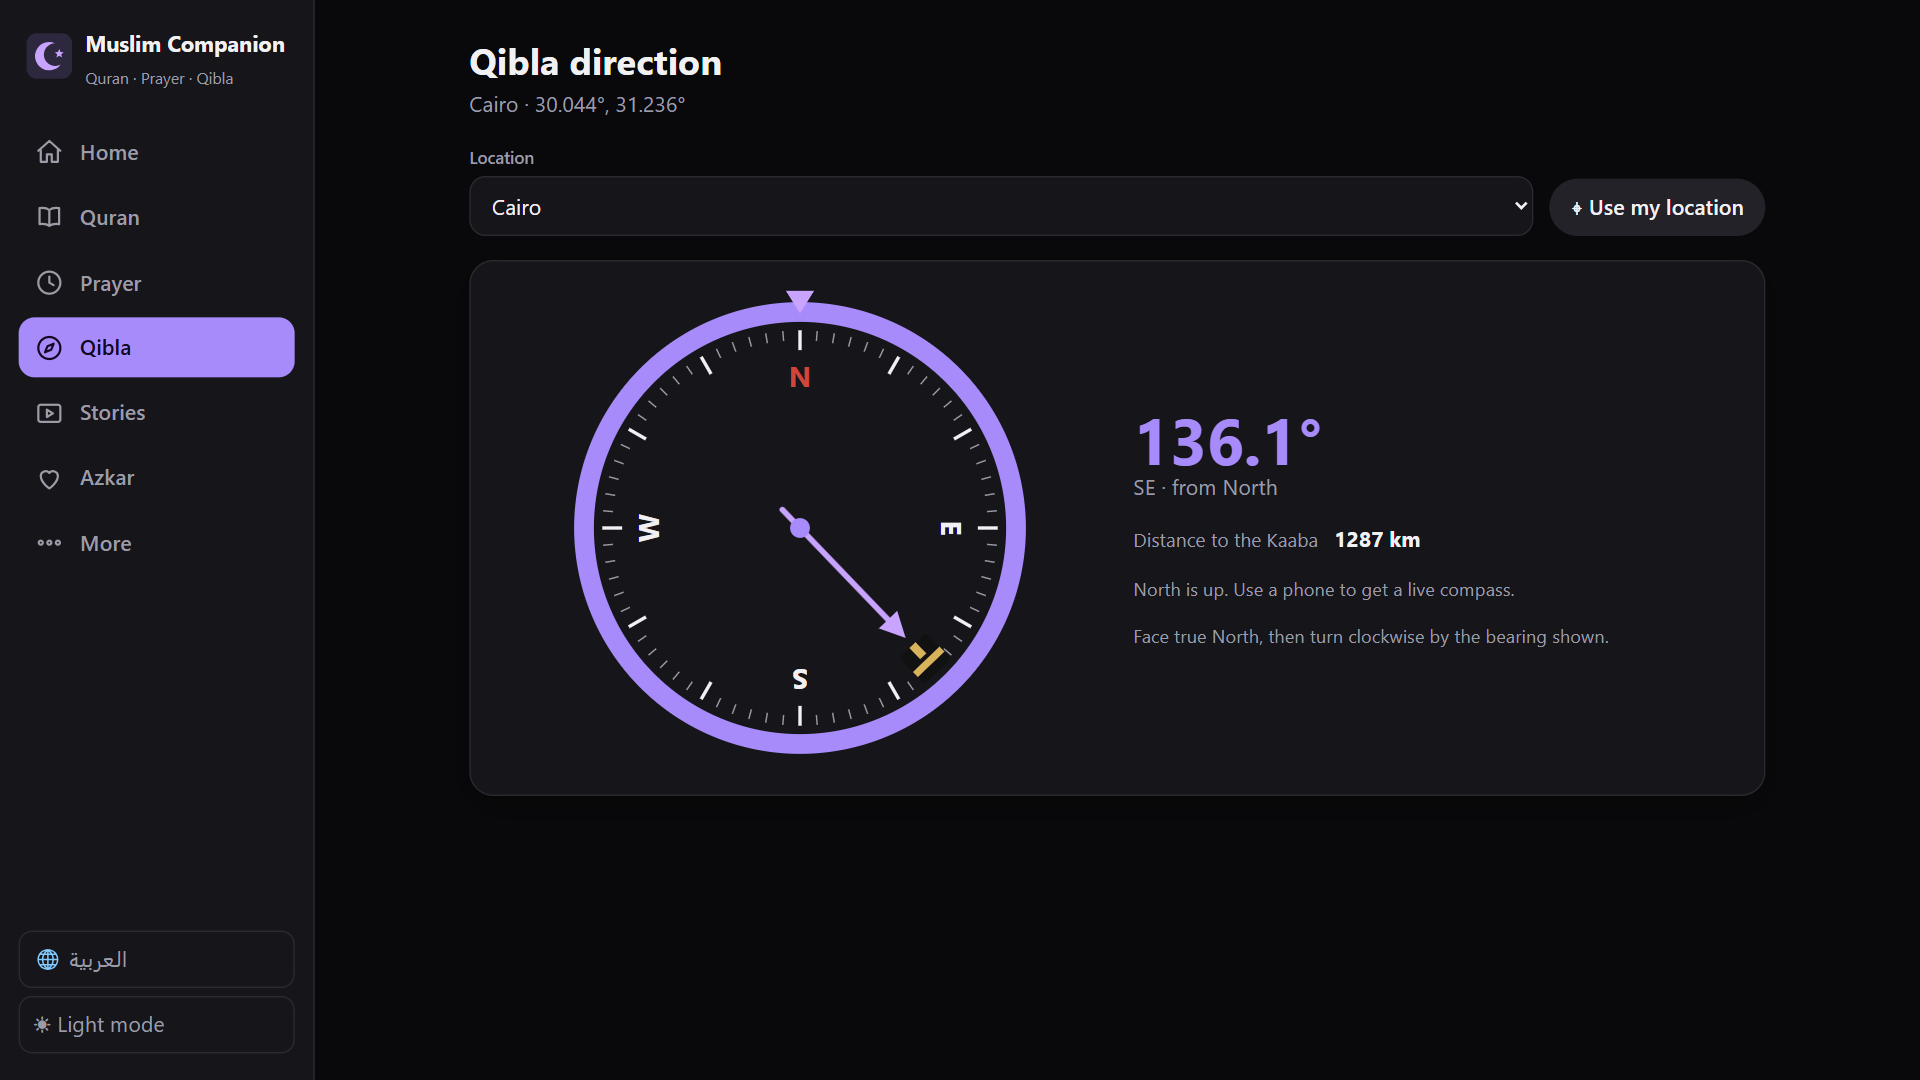 Muslim Companion
Quran · Prayer · Qibla
Home
Quran
Prayer
Qibla
Stories
Azkar
More
العربية
Light mode
Qibla direction
Cairo · 30.044°, 31.236°
Location
Cairo
Use my location
N
W
E
S
136.1°
SE · from North
Distance to the Kaaba 1287 km
North is up. Use a phone to get a live compass.
Face true North, then turn clockwise by the bearing shown.